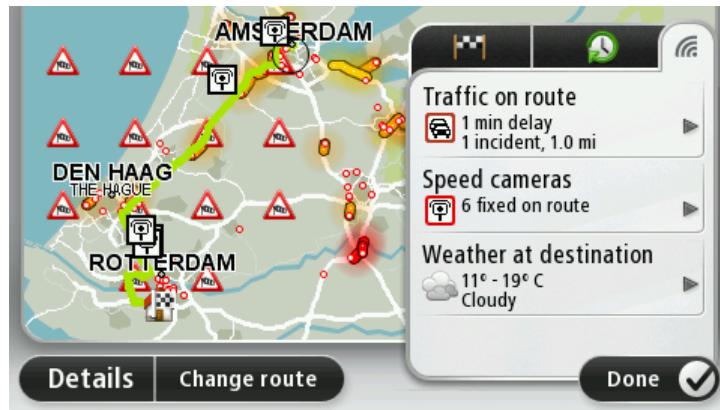 AMSTERDAM
DEN HAAG
THE HAGUE
ROTTERDAM
Traffic on route
1 min delay
1 incident, 1.0 mi
Speed cameras
6 fixed on route
Weather at destination
11° - 19° C
Cloudy
Details
Change route
Done